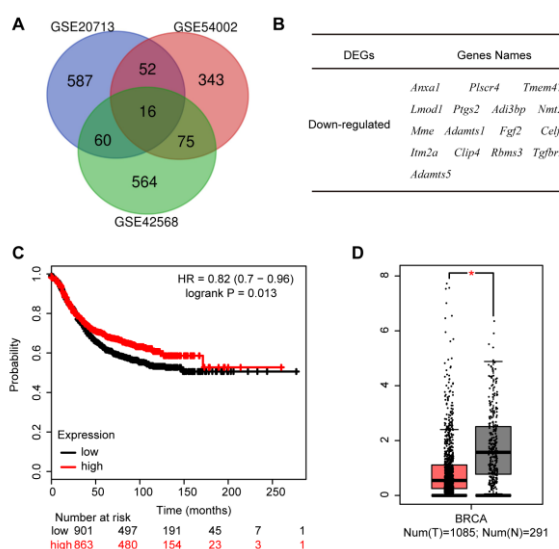 A
GSE20713
GSE54002
587
52
343
16
60
75
564
GSE42568
B
DEGs
Genes Names
Down-regulated
Anxa1 Plscr4
Lmod1 Ptgs2 Adi3bp
Mme Adamts1 Fgf2
Itm2a Clip4 Rbms3
Adamts5
C
HR = 0.82 (0.7 − 0.96)
logrank P = 0.013
Probability
1.0
0.8
0.6
0.4
0.2
0.0
Expression
low
high
0 50 100 150 200 250
Time (months)
Number at risk
low 901 497 191 45 7 1
high 863 480 154 23 3 1
D
*
8
6
4
2
0
BRCA
Num(T)=1085; Num(N)=291